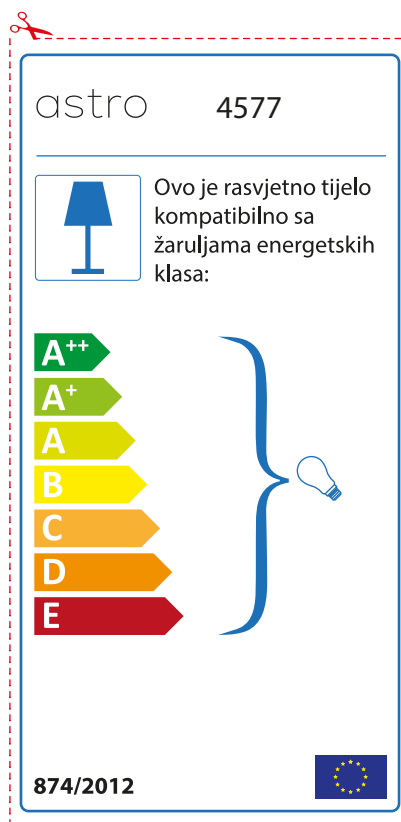 astro 4577
Ovo je rasvjetno tijelo
kompatibilno sa
žaruljama energetskih
klasa:
A++
A+
A
B
C
D
E
874/2012